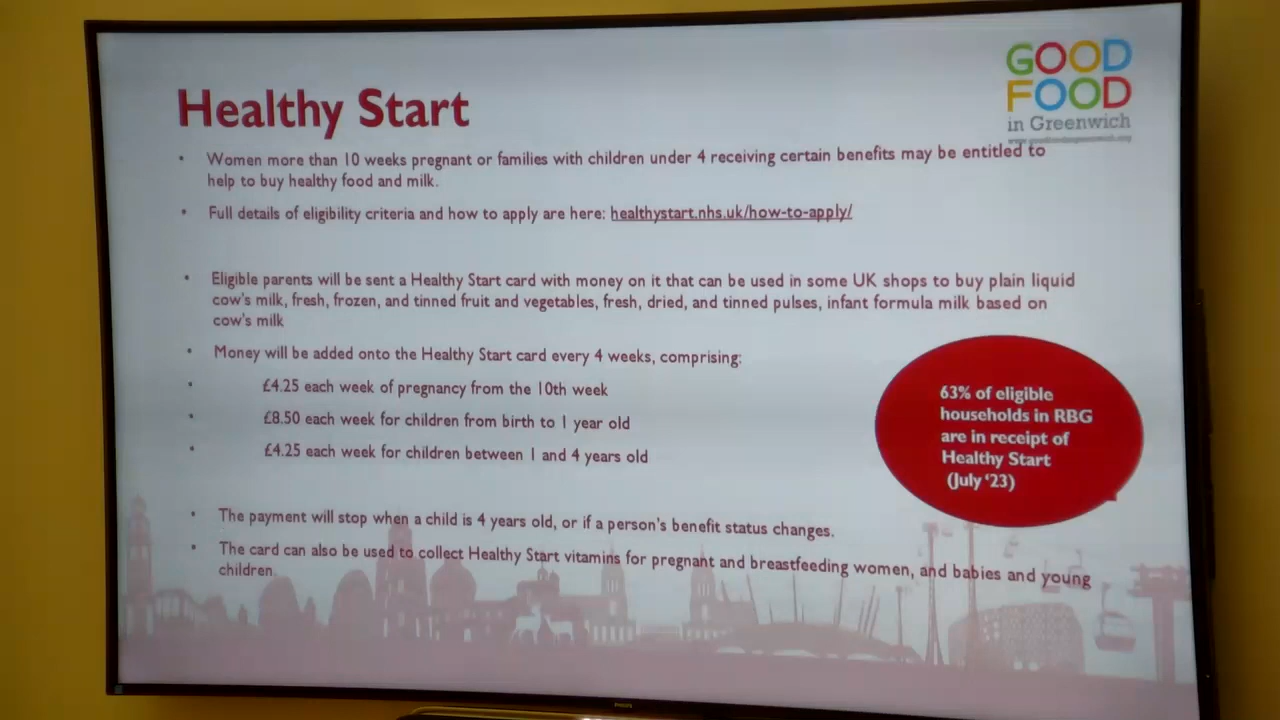 GOOD
FOOD
in Greenwich
Healthy Start
• Women more than 10 weeks pregnant or families with children under 4 receiving certain benefits may be entitled to
help to buy healthy food and milk.
• Full details of eligibility criteria and how to apply are here: healthystart.nhs.uk/how-to-apply/
• Eligible parents will be sent a Healthy Start card with money on it that can be used in some UK shops to buy plain liquid
cow's milk, fresh, frozen, and tinned fruit and vegetables, fresh, dried, and tinned pulses, infant formula milk based on
cow's milk
• Money will be added onto the Healthy Start card every 4 weeks, comprising:
• £4.25 each week of pregnancy from the 10th week
• £8.50 each week for children from birth to 1 year old
• £4.25 each week for children between 1 and 4 years old
63% of eligible
households in RBG
are in receipt of
Healthy Start
(July '23)
• The payment will stop when a child is 4 years old, or if a person's benefit status changes.
• The card can also be used to collect Healthy Start vitamins for pregnant and breastfeeding women, and babies and young
children
PHILIPS